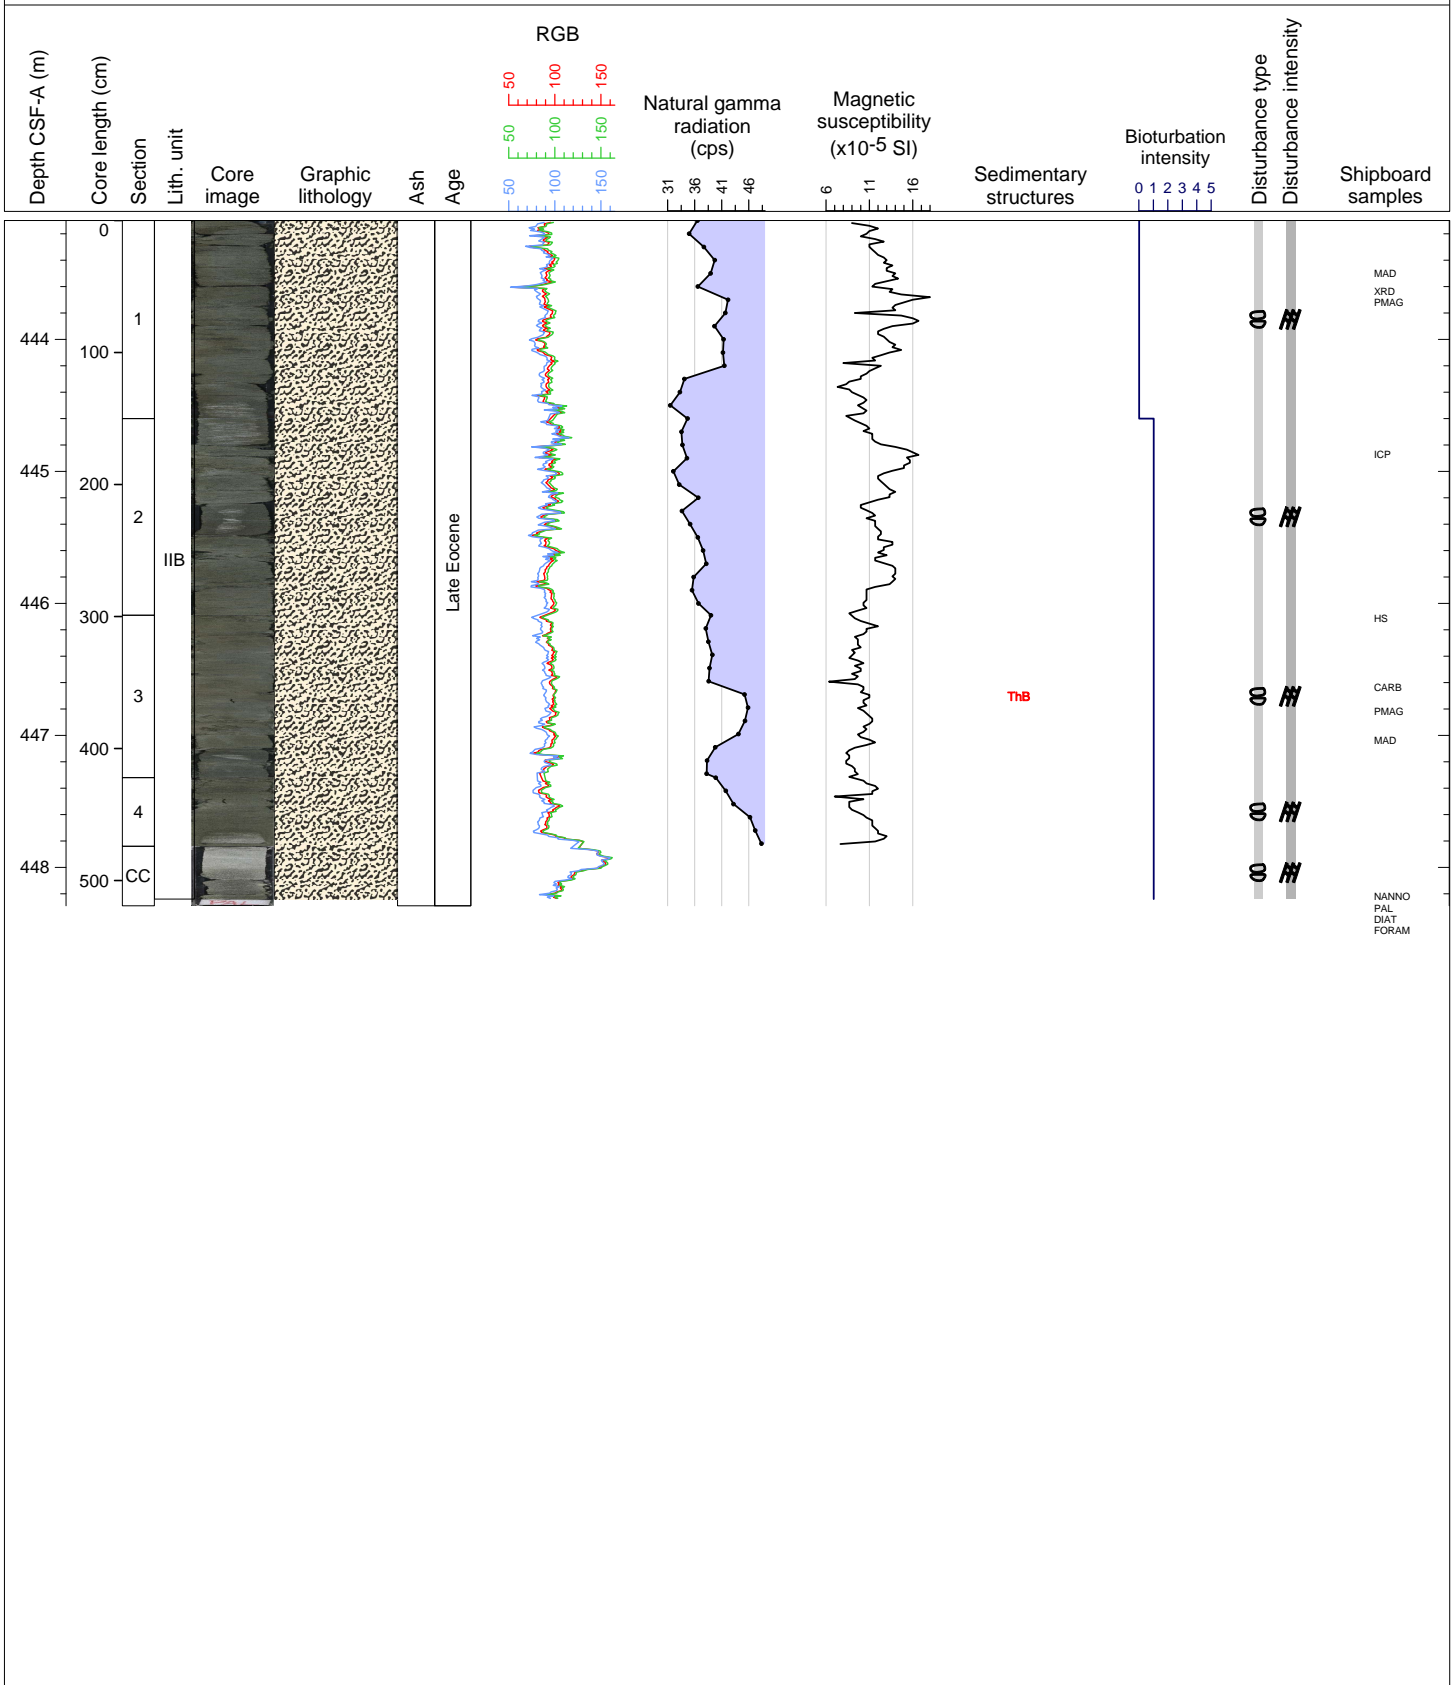 Depth CSF-A (m)
Core length (cm)
Section
Lith. unit
Core
image
Graphic
lithology
Ash
Age
RGB
50 100 150
50 100 150
50 100 150
Natural gamma
radiation
(cps)
31 36 41 46
Magnetic
susceptibility
(x10-5 SI)
6 11 16
Sedimentary
structures
Bioturbation
intensity
0 1 2 3 4 5
Disturbance type
Disturbance intensity
Shipboard
samples
0
MAD
XRD
PMAG
1
444
100
ICP
445
200
2
IIB
Late Eocene
446
300
HS
CARB
3
ThB
PMAG
447
MAD
400
4
448
CC
500
NANNO
PAL
DIAT
FORAM